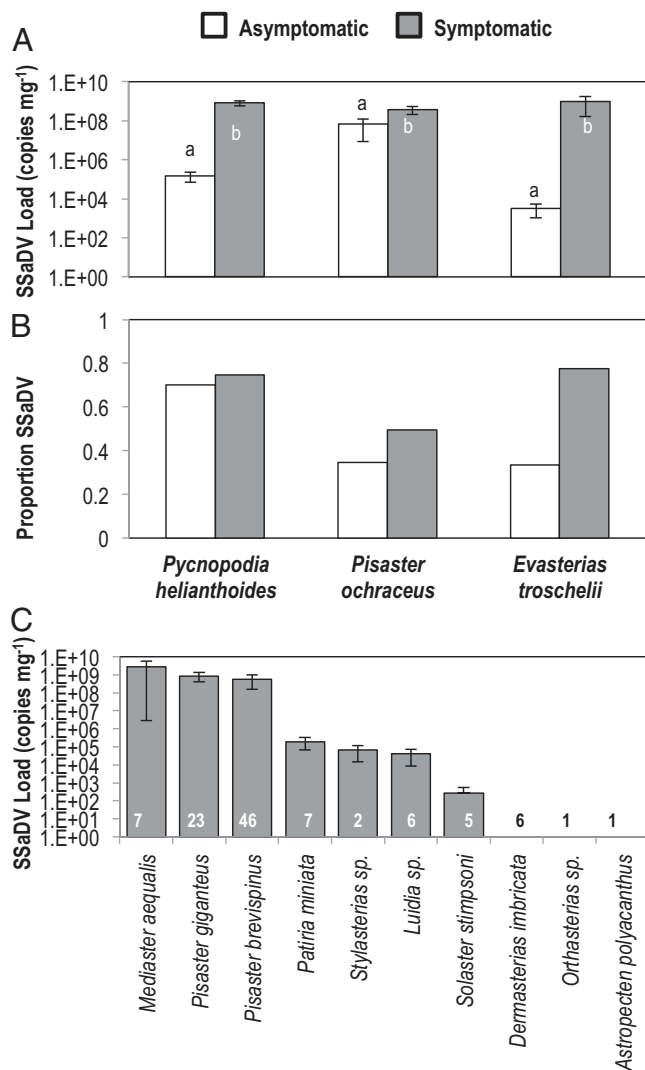 Asymptomatic Symptomatic
A
SSaDV Load (copies mg-1)
1.E+10
1.E+08
1.E+06
1.E+04
1.E+02
1.E+00
a b a b a b
B
Proportion SSaDV
1
0.8
0.6
0.4
0.2
0
Pycnopodia helianthoides
Pisaster ochraceus
Evasterias troschelii
C
SSaDV Load (copies mg-1)
1.E+10
1.E+09
1.E+08
1.E+07
1.E+06
1.E+05
1.E+04
1.E+03
1.E+02
1.E+01
1.E+00
7 23 46 7 2 6 5 6 1 1
Mediaster aequalis
Pisaster giganteus
Pisaster brevispinus
Patiria miniata
Stylasterias sp.
Luidia sp.
Solaster stimpsoni
Dermasterias imbricata
Orthasterias sp.
Astropecten polyacanthus